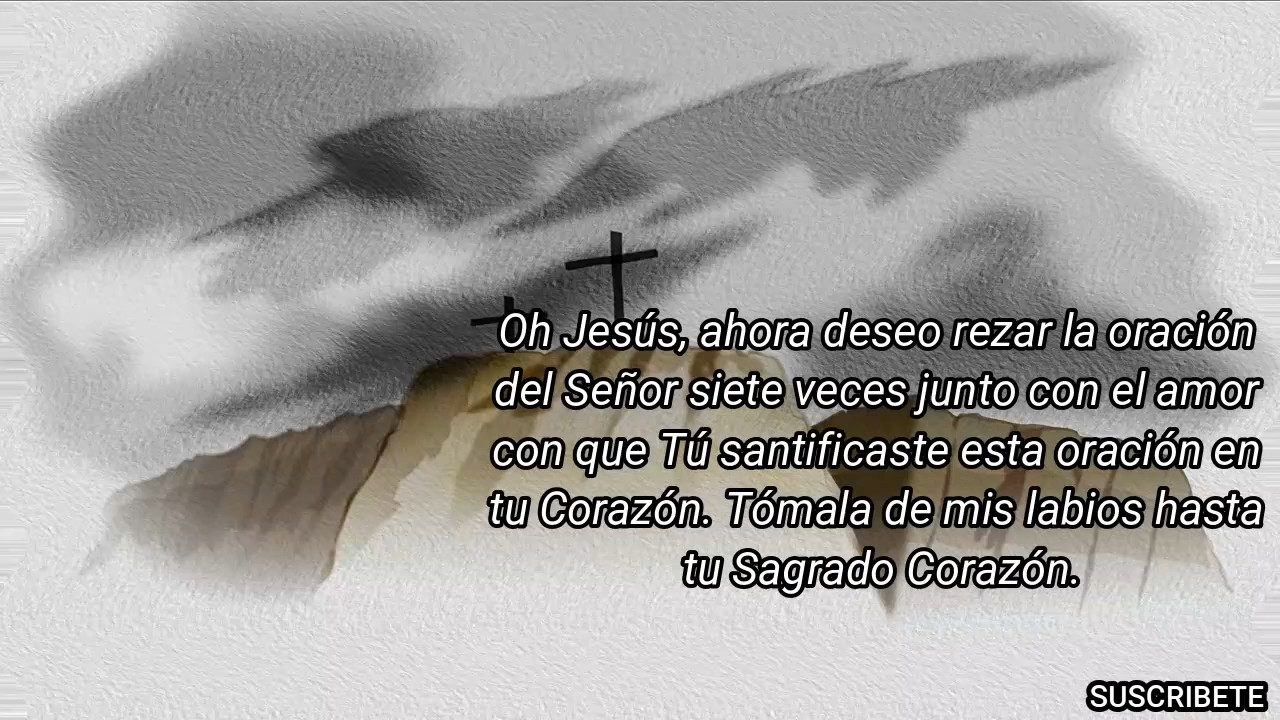 Oh Jesús, ahora deseo rezar la oración
del Señor siete veces junto con el amor
con que Tú santificaste esta oración en
tu Corazón. Tómala de mis labios hasta
tu Sagrado Corazón.
SUSCRIBETE